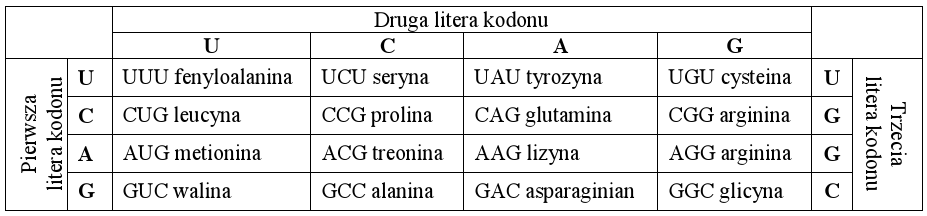 Druga litera kodonu
U C A G
Pierwsza litera kodonu
Trzecia litera kodonu
U UUU fenyloalanina UCU seryna UAU tyrozyna UGU cysteina U
C CUG leucyna CCG prolina CAG glutamina CGG arginina G
A AUG metionina ACG treonina AAG lizyna AGG arginina G
G GUC walina GCC alanina GAC asparaginian GGC glicyna C